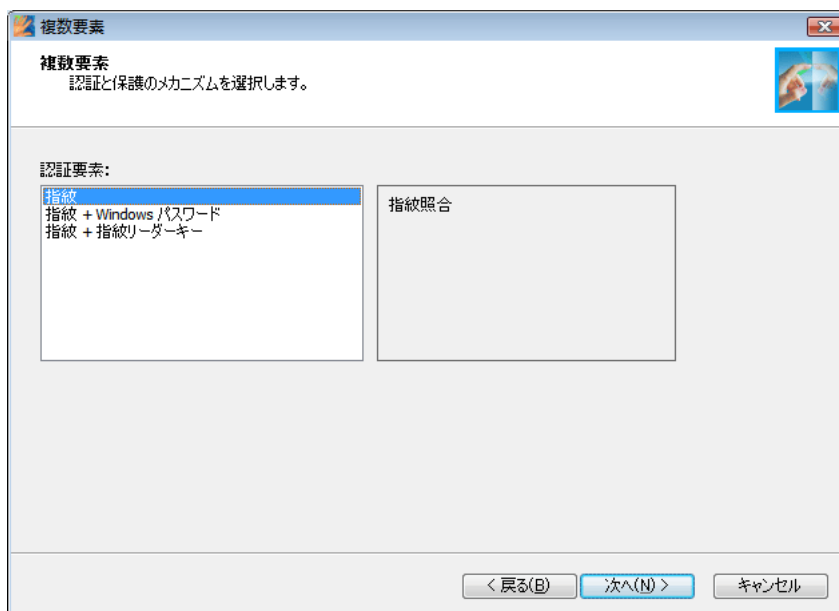 複数要素
複数要素
認証と保護のメカニズムを選択します。
認証要素:
指紋
指紋 + Windows パスワード
指紋 + 指紋リーダーキー
指紋照合
< 戻る(B)
次へ(N) >
キャンセル